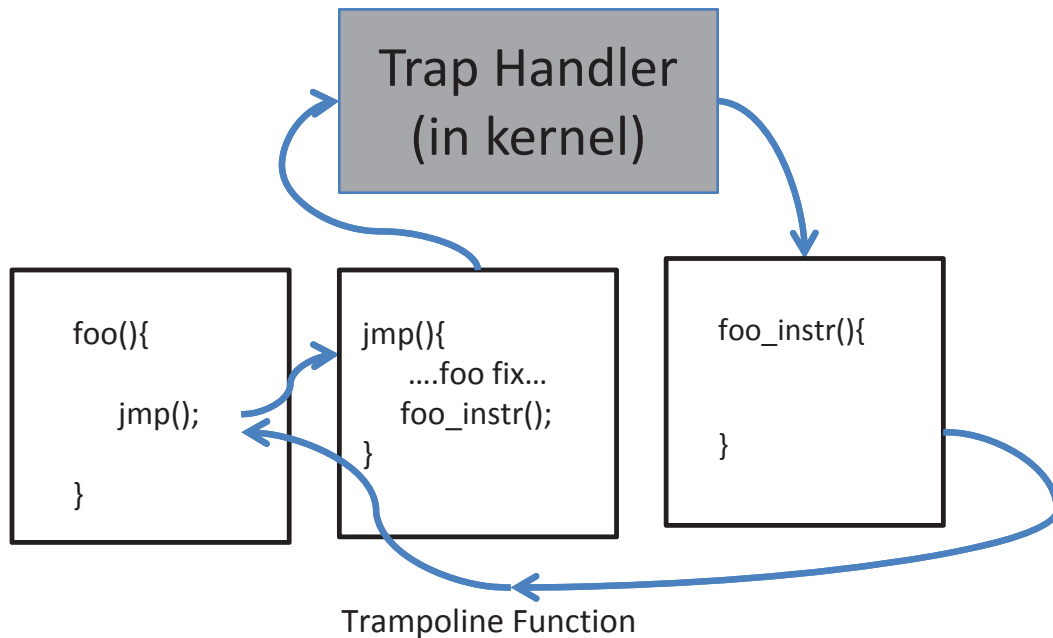 Trap Handler
(in kernel)
foo(){
jmp();
}
jmp(){
....foo fix...
foo_instr();
}
foo_instr(){
}
Trampoline Function